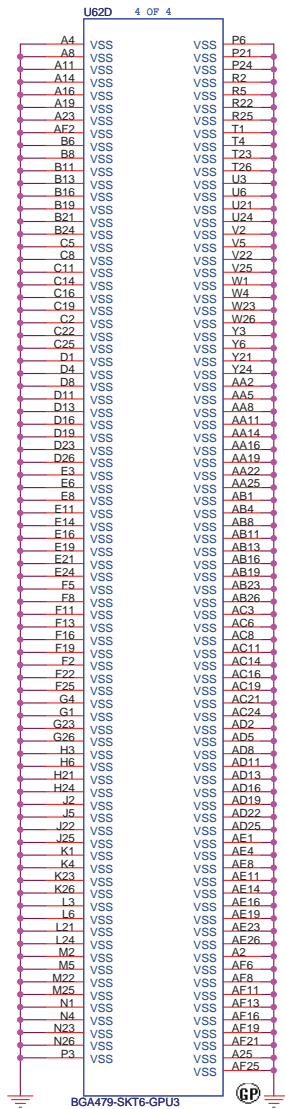 U62D 4 OF 4
A4 VSS VSS P6
A8 VSS VSS P21
A11 VSS VSS P24
A14 VSS VSS R2
A16 VSS VSS R5
A19 VSS VSS R22
A23 VSS VSS R25
AF2 VSS VSS T1
B6 VSS VSS T4
B8 VSS VSS T23
B11 VSS VSS T26
B13 VSS VSS U3
B16 VSS VSS U6
B19 VSS VSS U21
B21 VSS VSS U24
B24 VSS VSS V2
C5 VSS VSS V5
C8 VSS VSS V22
C11 VSS VSS V25
C14 VSS VSS W1
C16 VSS VSS W4
C19 VSS VSS W23
C2 VSS VSS W26
C22 VSS VSS Y3
C25 VSS VSS Y6
D1 VSS VSS Y21
D4 VSS VSS Y24
D8 VSS VSS AA2
D11 VSS VSS AA5
D13 VSS VSS AA8
D16 VSS VSS AA11
D19 VSS VSS AA14
D23 VSS VSS AA16
D26 VSS VSS AA19
E3 VSS VSS AA22
E6 VSS VSS AA25
E8 VSS VSS AB1
E11 VSS VSS AB4
E14 VSS VSS AB8
E16 VSS VSS AB11
E19 VSS VSS AB13
E21 VSS VSS AB16
E24 VSS VSS AB19
F5 VSS VSS AB23
F8 VSS VSS AB26
F11 VSS VSS AC3
F13 VSS VSS AC6
F16 VSS VSS AC8
F19 VSS VSS AC11
F2 VSS VSS AC14
F22 VSS VSS AC16
F25 VSS VSS AC19
G4 VSS VSS AC21
G1 VSS VSS AC24
G23 VSS VSS AD2
G26 VSS VSS AD5
H3 VSS VSS AD8
H6 VSS VSS AD11
H21 VSS VSS AD13
H24 VSS VSS AD16
J2 VSS VSS AD19
J5 VSS VSS AD22
J22 VSS VSS AD25
J25 VSS VSS AE1
K1 VSS VSS AE4
K4 VSS VSS AE8
K23 VSS VSS AE11
K26 VSS VSS AE14
L3 VSS VSS AE16
L6 VSS VSS AE19
L21 VSS VSS AE23
L24 VSS VSS AE26
M2 VSS VSS A2
M5 VSS VSS AF6
M22 VSS VSS AF8
M25 VSS VSS AF11
N1 VSS VSS AF13
N4 VSS VSS AF16
N23 VSS VSS AF19
N26 VSS VSS AF21
P3 VSS VSS A25
VSS AF25
BGA479-SKT6-GPU3 GP